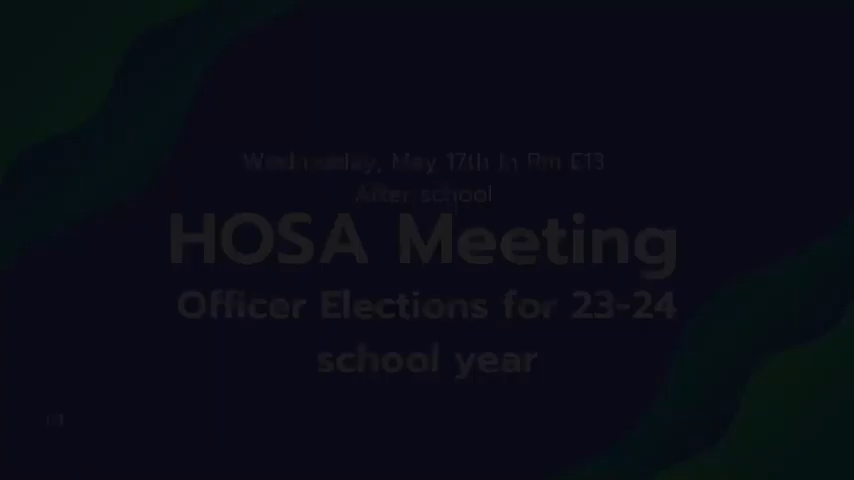 Wednesday, May 17th In Rm E13
After school
HOSA Meeting
Officer Elections for 23-24
school year